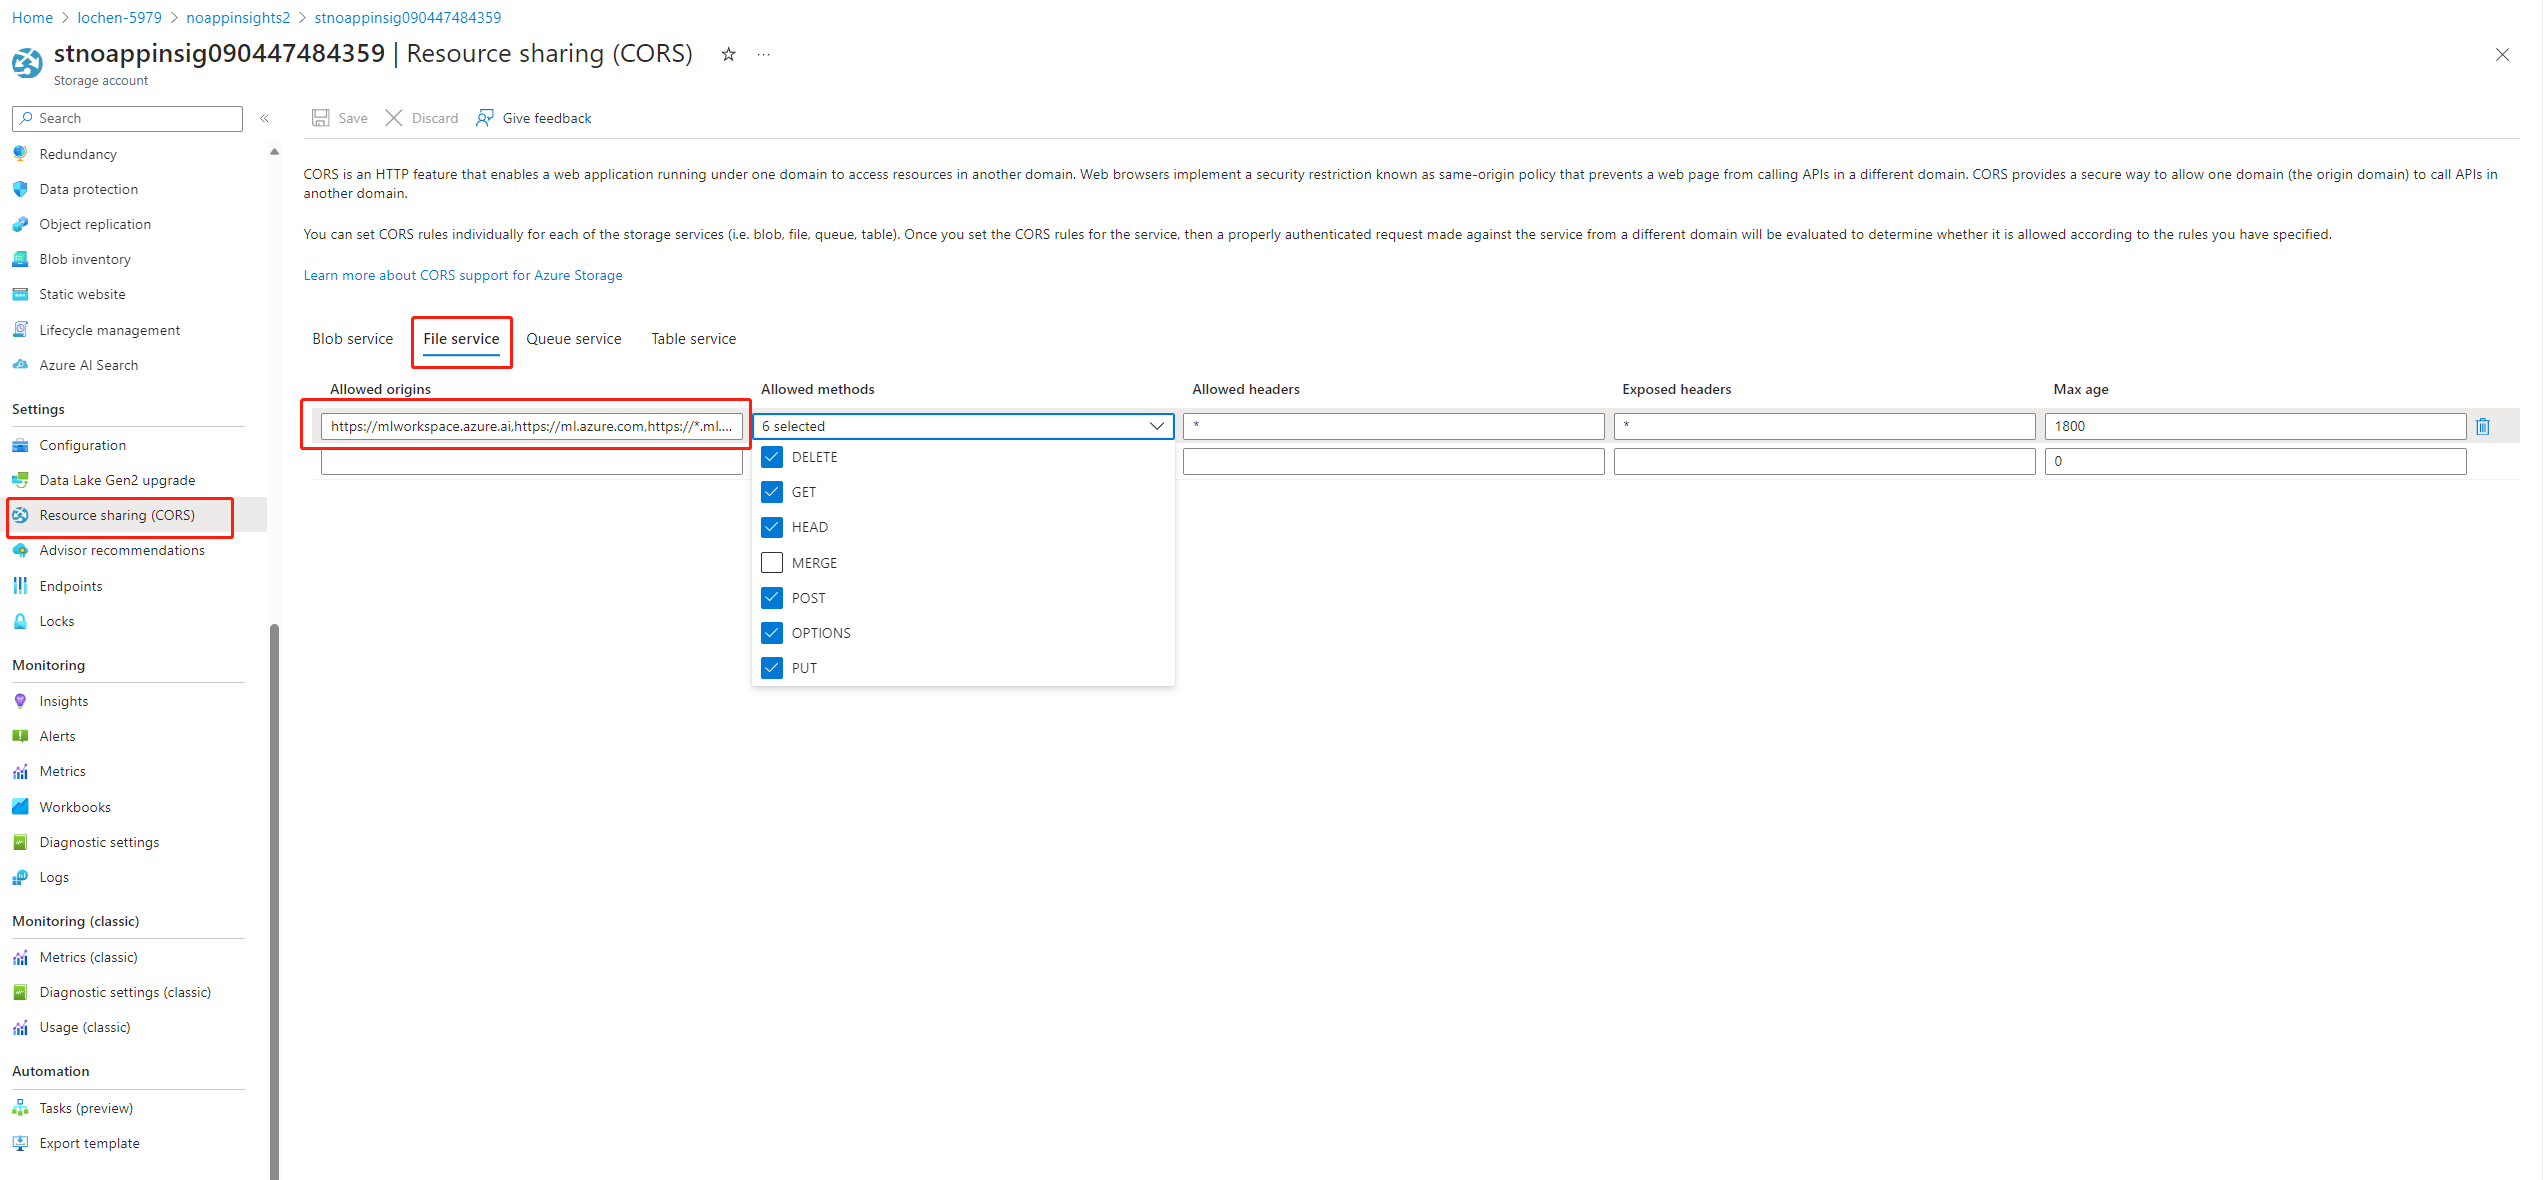 Home > lochen-5979 > noappinsights2 > stnoappinsig090447484359
stnoappinsig090447484359 | Resource sharing (CORS)
Storage account
Search
Redundancy
Data protection
Object replication
Blob inventory
Static website
Lifecycle management
Azure AI Search
Settings
Configuration
Data Lake Gen2 upgrade
Resource sharing (CORS)
Advisor recommendations
Endpoints
Locks
Monitoring
Insights
Alerts
Metrics
Workbooks
Diagnostic settings
Logs
Monitoring (classic)
Metrics (classic)
Diagnostic settings (classic)
Usage (classic)
Automation
Tasks (preview)
Export template
Save Discard Give feedback
CORS is an HTTP feature that enables a web application running under one domain to access resources in another domain. Web browsers implement a security restriction known as same-origin policy that prevents a web page from calling APIs in a different domain. CORS provides a secure way to allow one domain (the origin domain) to call APIs in
another domain.
You can set CORS rules individually for each of the storage services (i.e. blob, file, queue, table). Once you set the CORS rules for the service, then a properly authenticated request made against the service from a different domain will be evaluated to determine whether it is allowed according to the rules you have specified.
Learn more about CORS support for Azure Storage
Blob service File service Queue service Table service
Allowed origins Allowed methods Allowed headers Exposed headers Max age
https://mlworkspace.azure.ai,https://ml.azure.com,https://*.ml.... 6 selected * * 1800
0
DELETE
GET
HEAD
MERGE
POST
OPTIONS
PUT